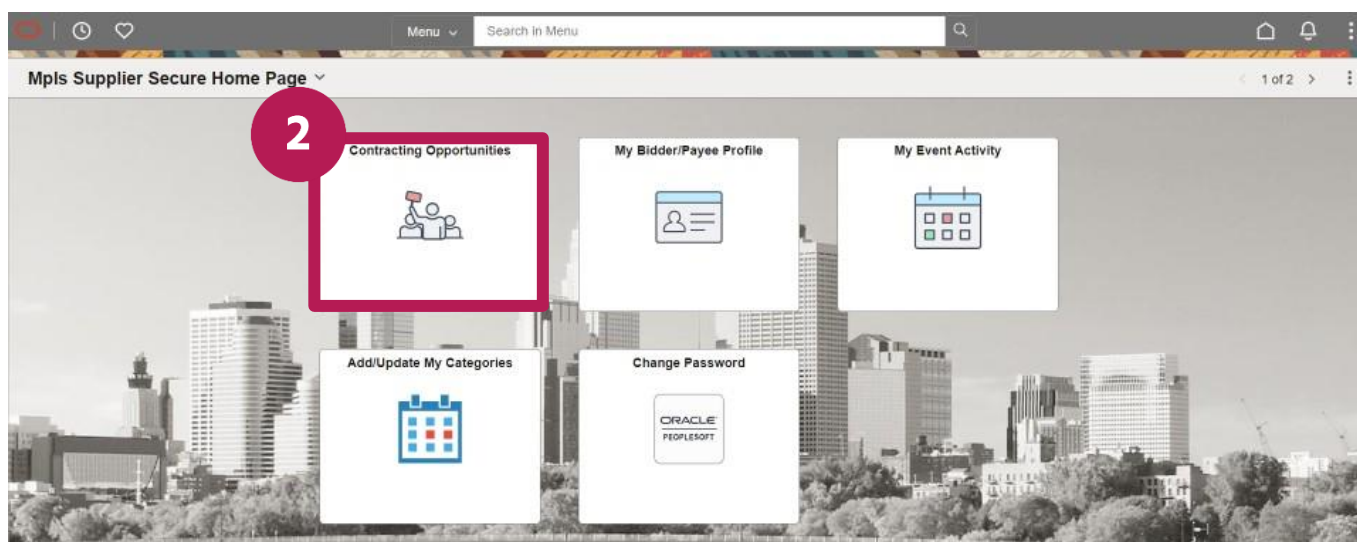 Menu
Search in Menu
Mpls Supplier Secure Home Page
1 of 2
2
Contracting Opportunities
My Bidder/Payee Profile
My Event Activity
Add/Update My Categories
Change Password
ORACLE
PEOPLESOFT